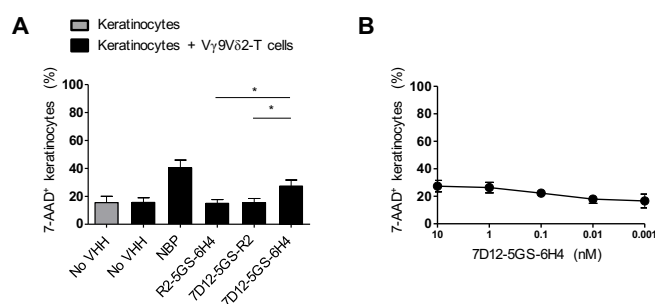 A
Keratinocytes
Keratinocytes + Vγ9Vδ2-T cells
7-AAD⁺ keratinocytes (%)
100
80
60
40
20
0
*
*
No VHH
No VHH
NBP
R2-5GS-6H4
7D12-5GS-R2
7D12-5GS-6H4
B
7-AAD⁺ keratinocytes (%)
100
80
60
40
20
0
10
1
0.1
0.01
0.001
7D12-5GS-6H4 (nM)